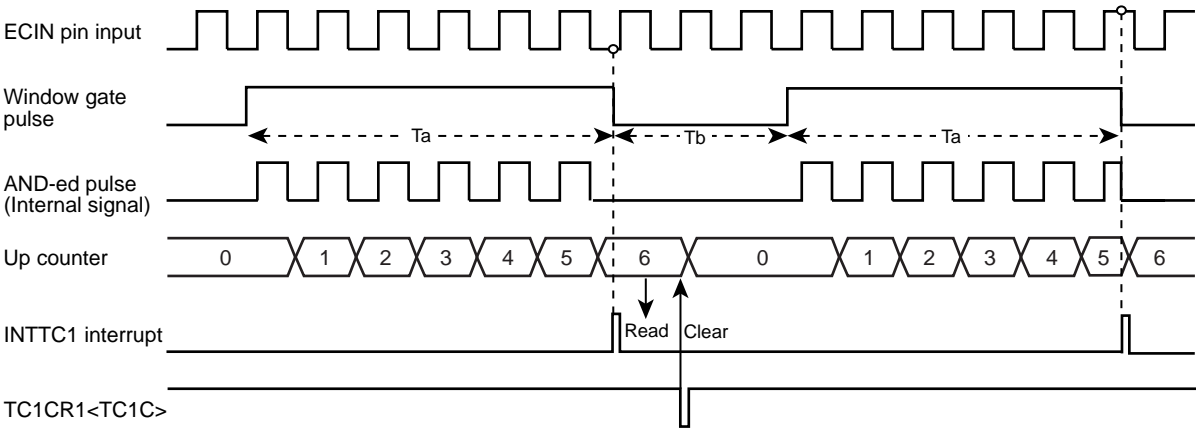 ECIN pin input
Window gate
pulse
Ta
Tb
Ta
AND-ed pulse
(Internal signal)
Up counter
0 1 2 3 4 5 6 0 1 2 3 4 5 6
INTTC1 interrupt
Read
Clear
TC1CR1<TC1C>